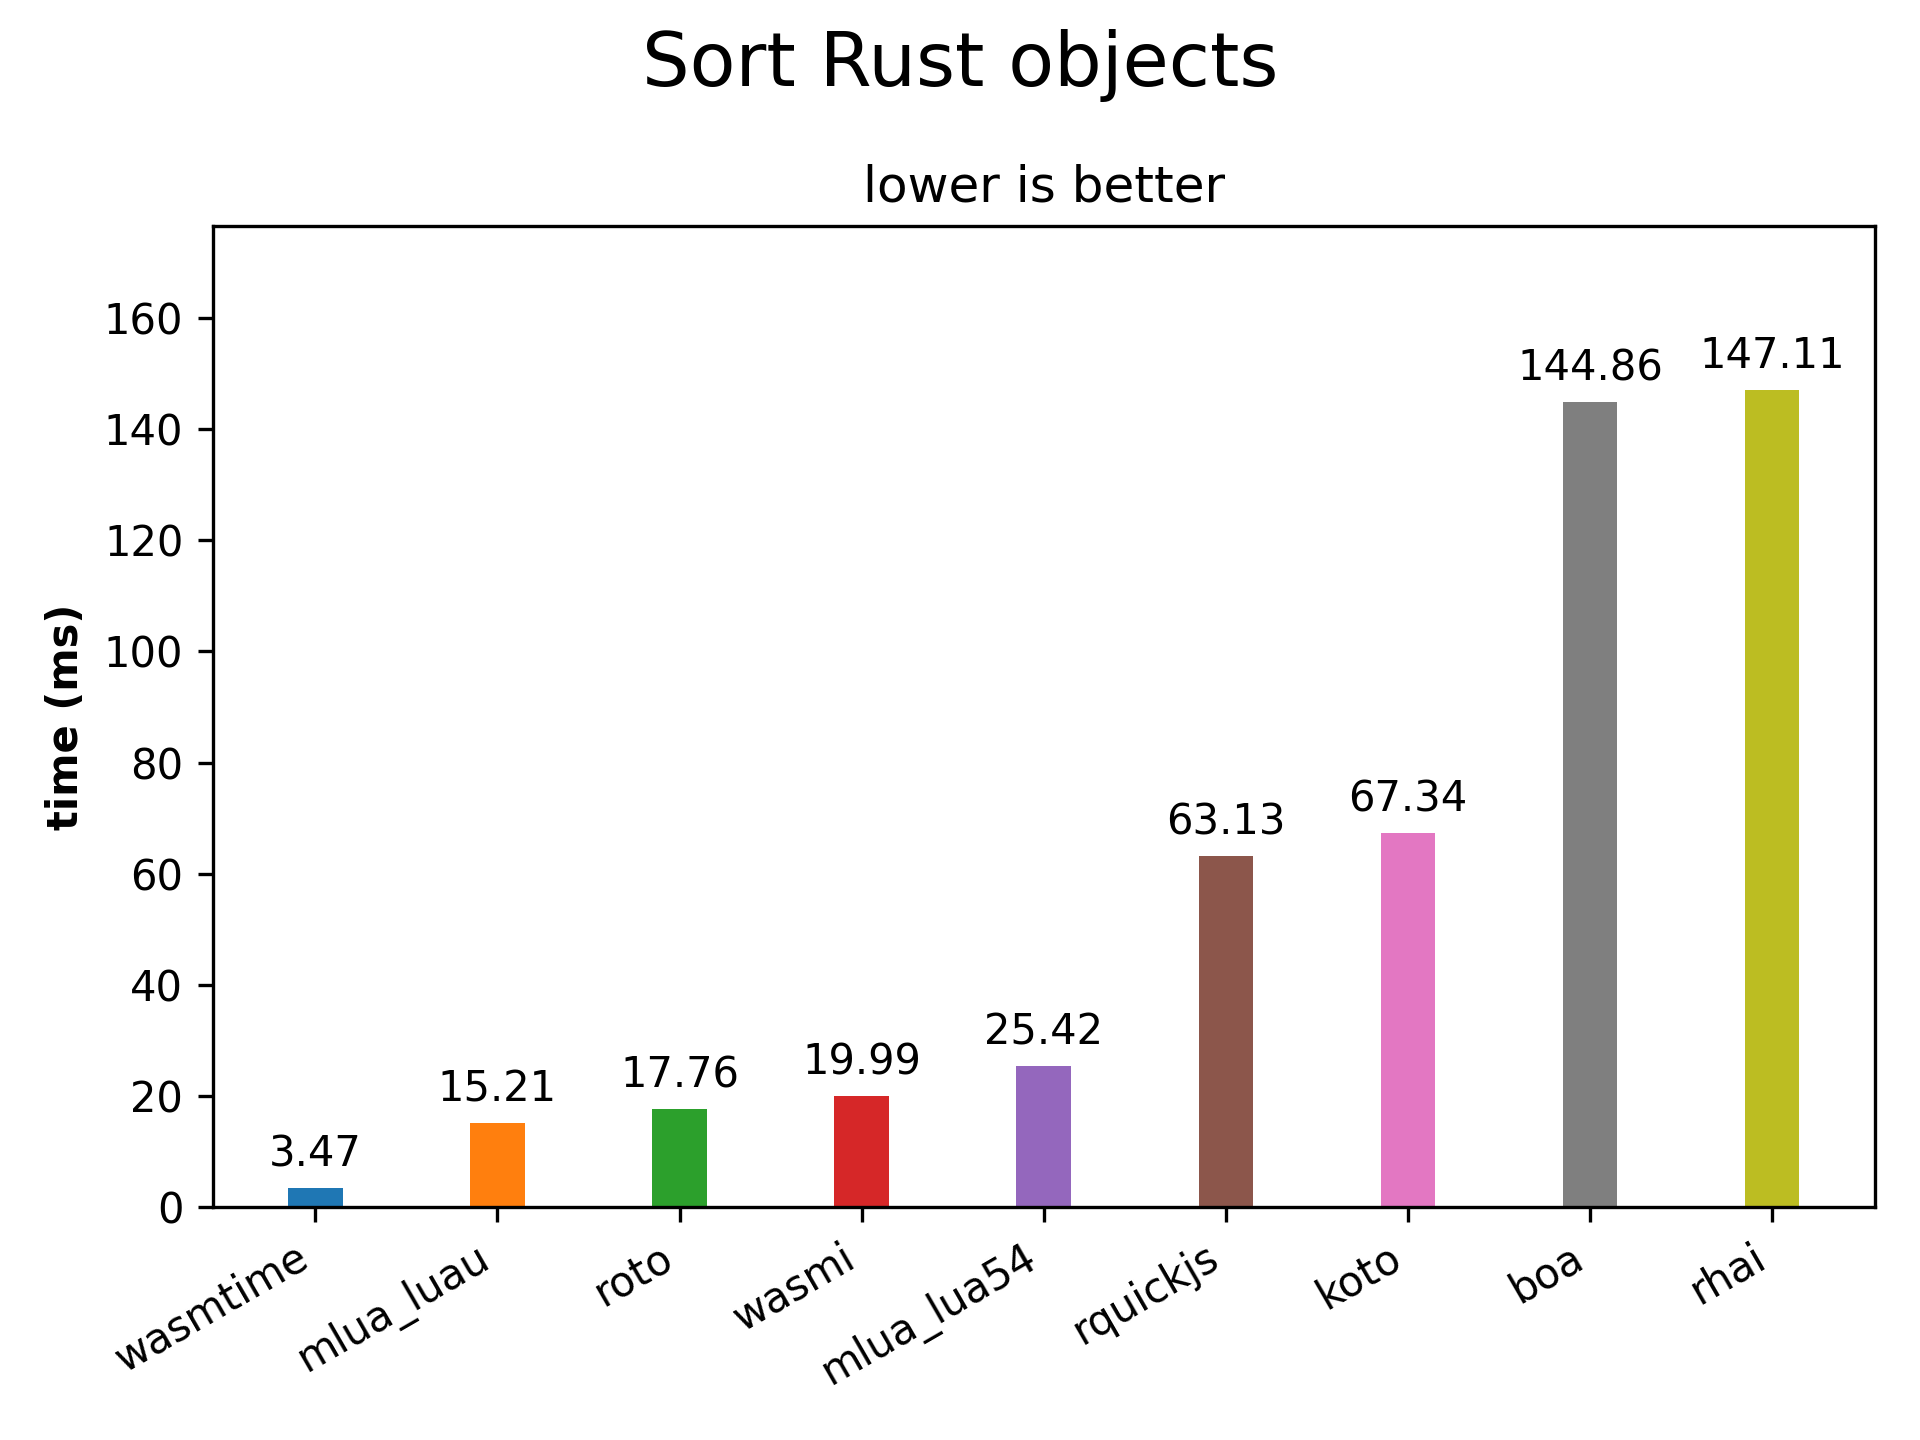 Sort Rust objects
lower is better
time (ms)
160
140
120
100
80
60
40
20
0
3.47
15.21
17.76
19.99
25.42
63.13
67.34
144.86
147.11
wasmtime
mlua_luau
roto
wasmi
mlua_lua54
rquickjs
koto
boa
rhai